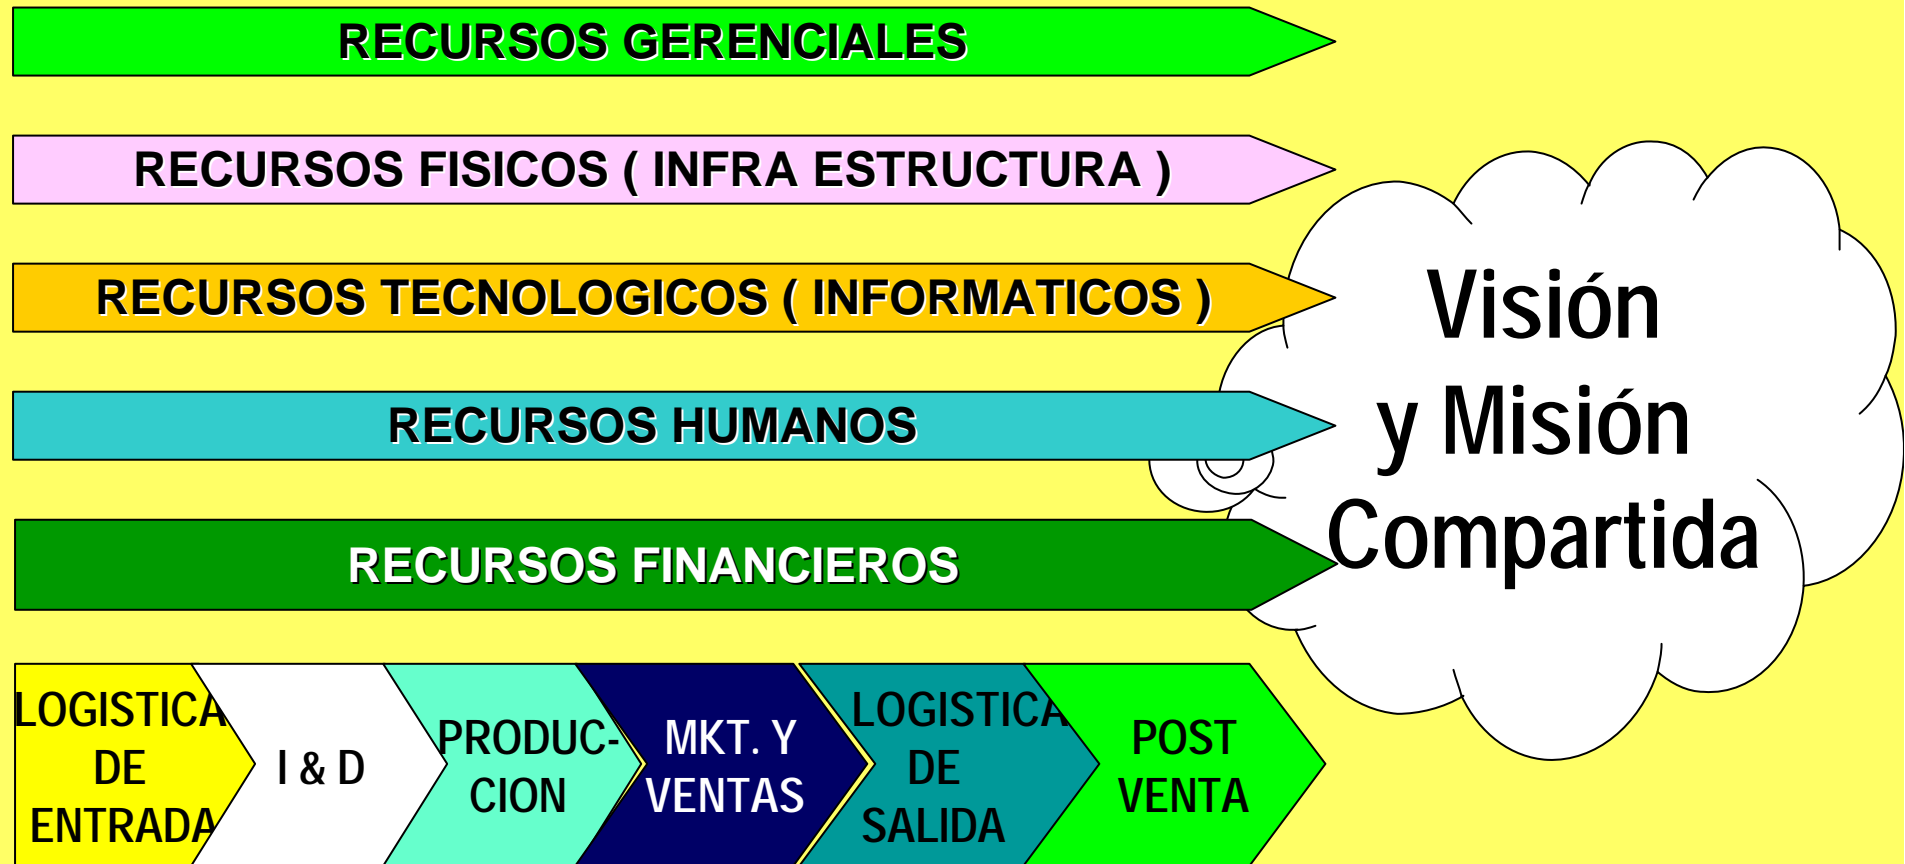 RECURSOS GERENCIALES
RECURSOS FISICOS ( INFRA ESTRUCTURA )
RECURSOS TECNOLOGICOS ( INFORMATICOS )
RECURSOS HUMANOS
RECURSOS FINANCIEROS
Visión
y Misión
Compartida
LOGISTICA
DE
ENTRADA
I & D
PRODUC-
CION
MKT. Y
VENTAS
LOGISTICA
DE
SALIDA
POST
VENTA